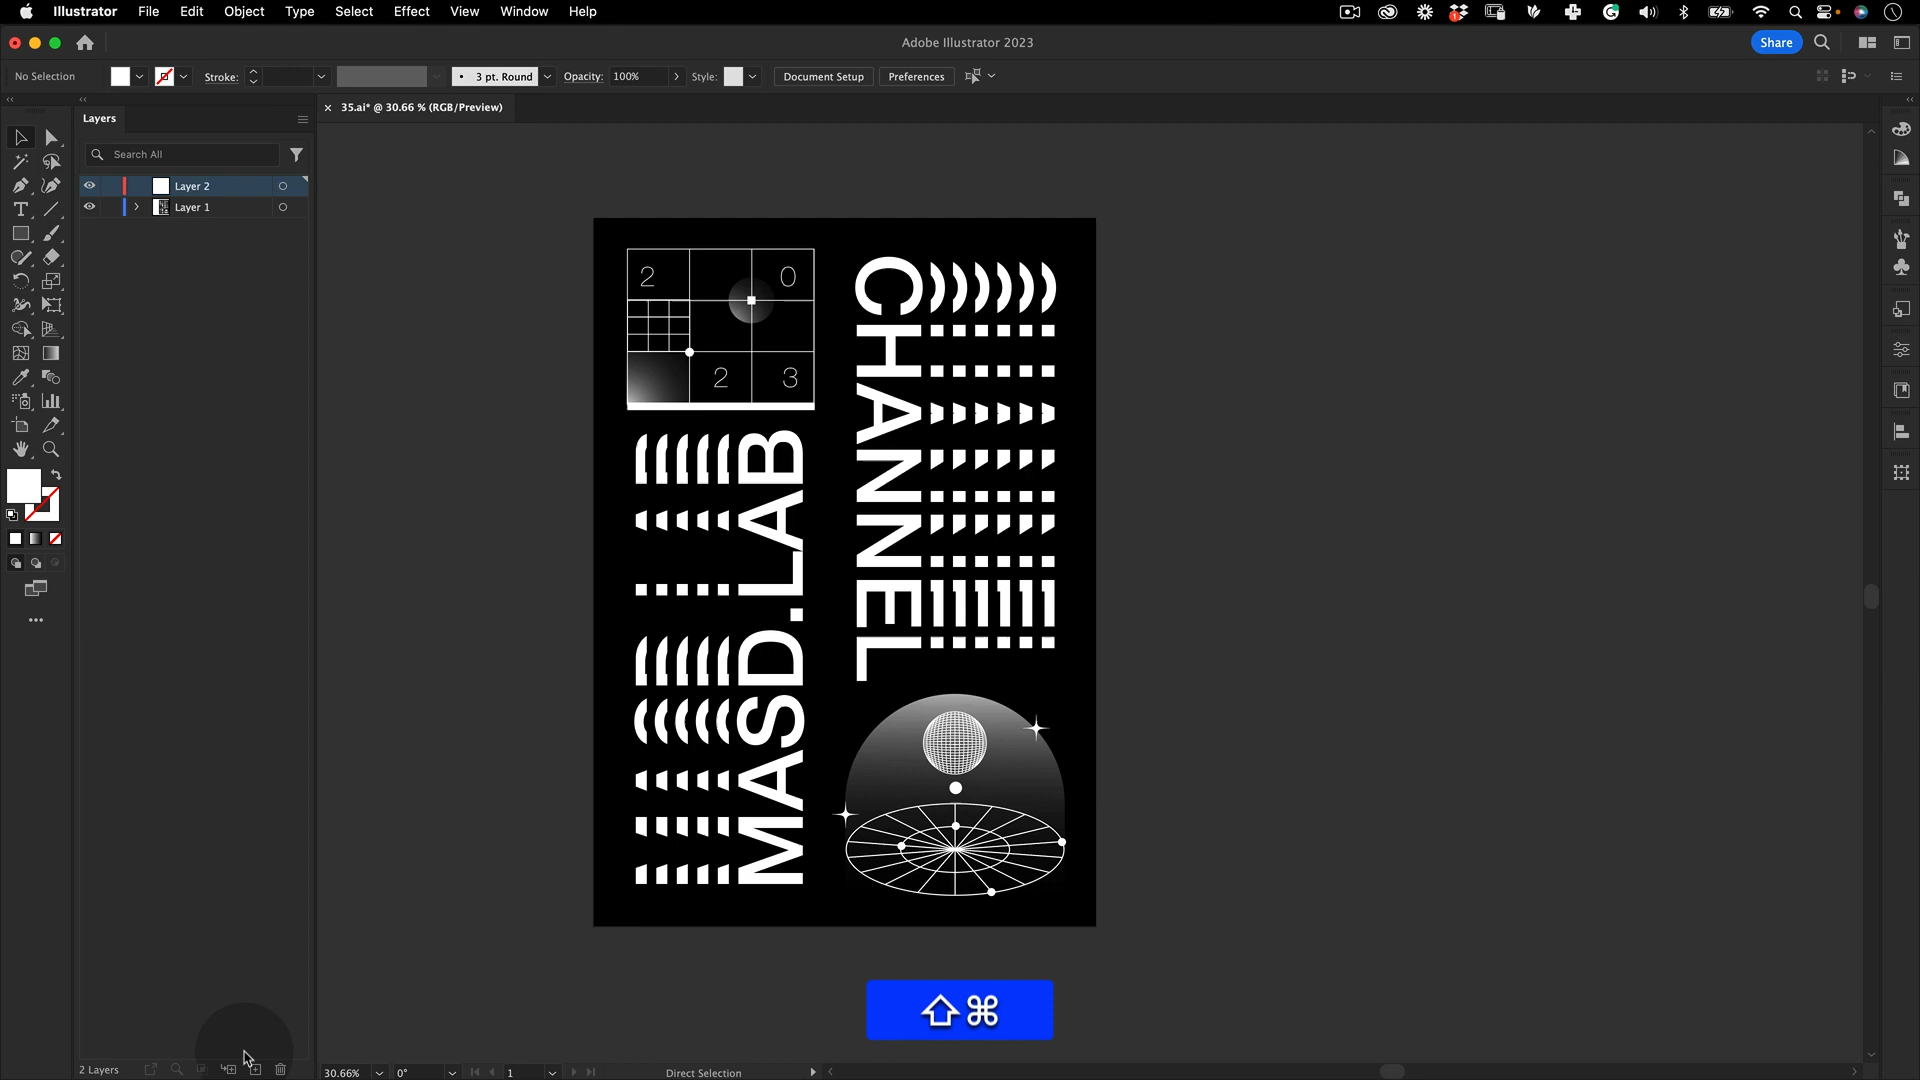 Illustrator File Edit Object Type Select Effect View Window Help
Adobe Illustrator 2023
Share
No Selection Stroke: 3 pt. Round Opacity: 100% Style: Document Setup Preferences
35.ai* @ 30.66 % (RGB/Preview)
Layers
Search All
Layer 2
Layer 1
2 0
2 3
MASD.LAB
CHANNEL
⇧⌘
2 Layers
30.66% 0° 1 Direct Selection